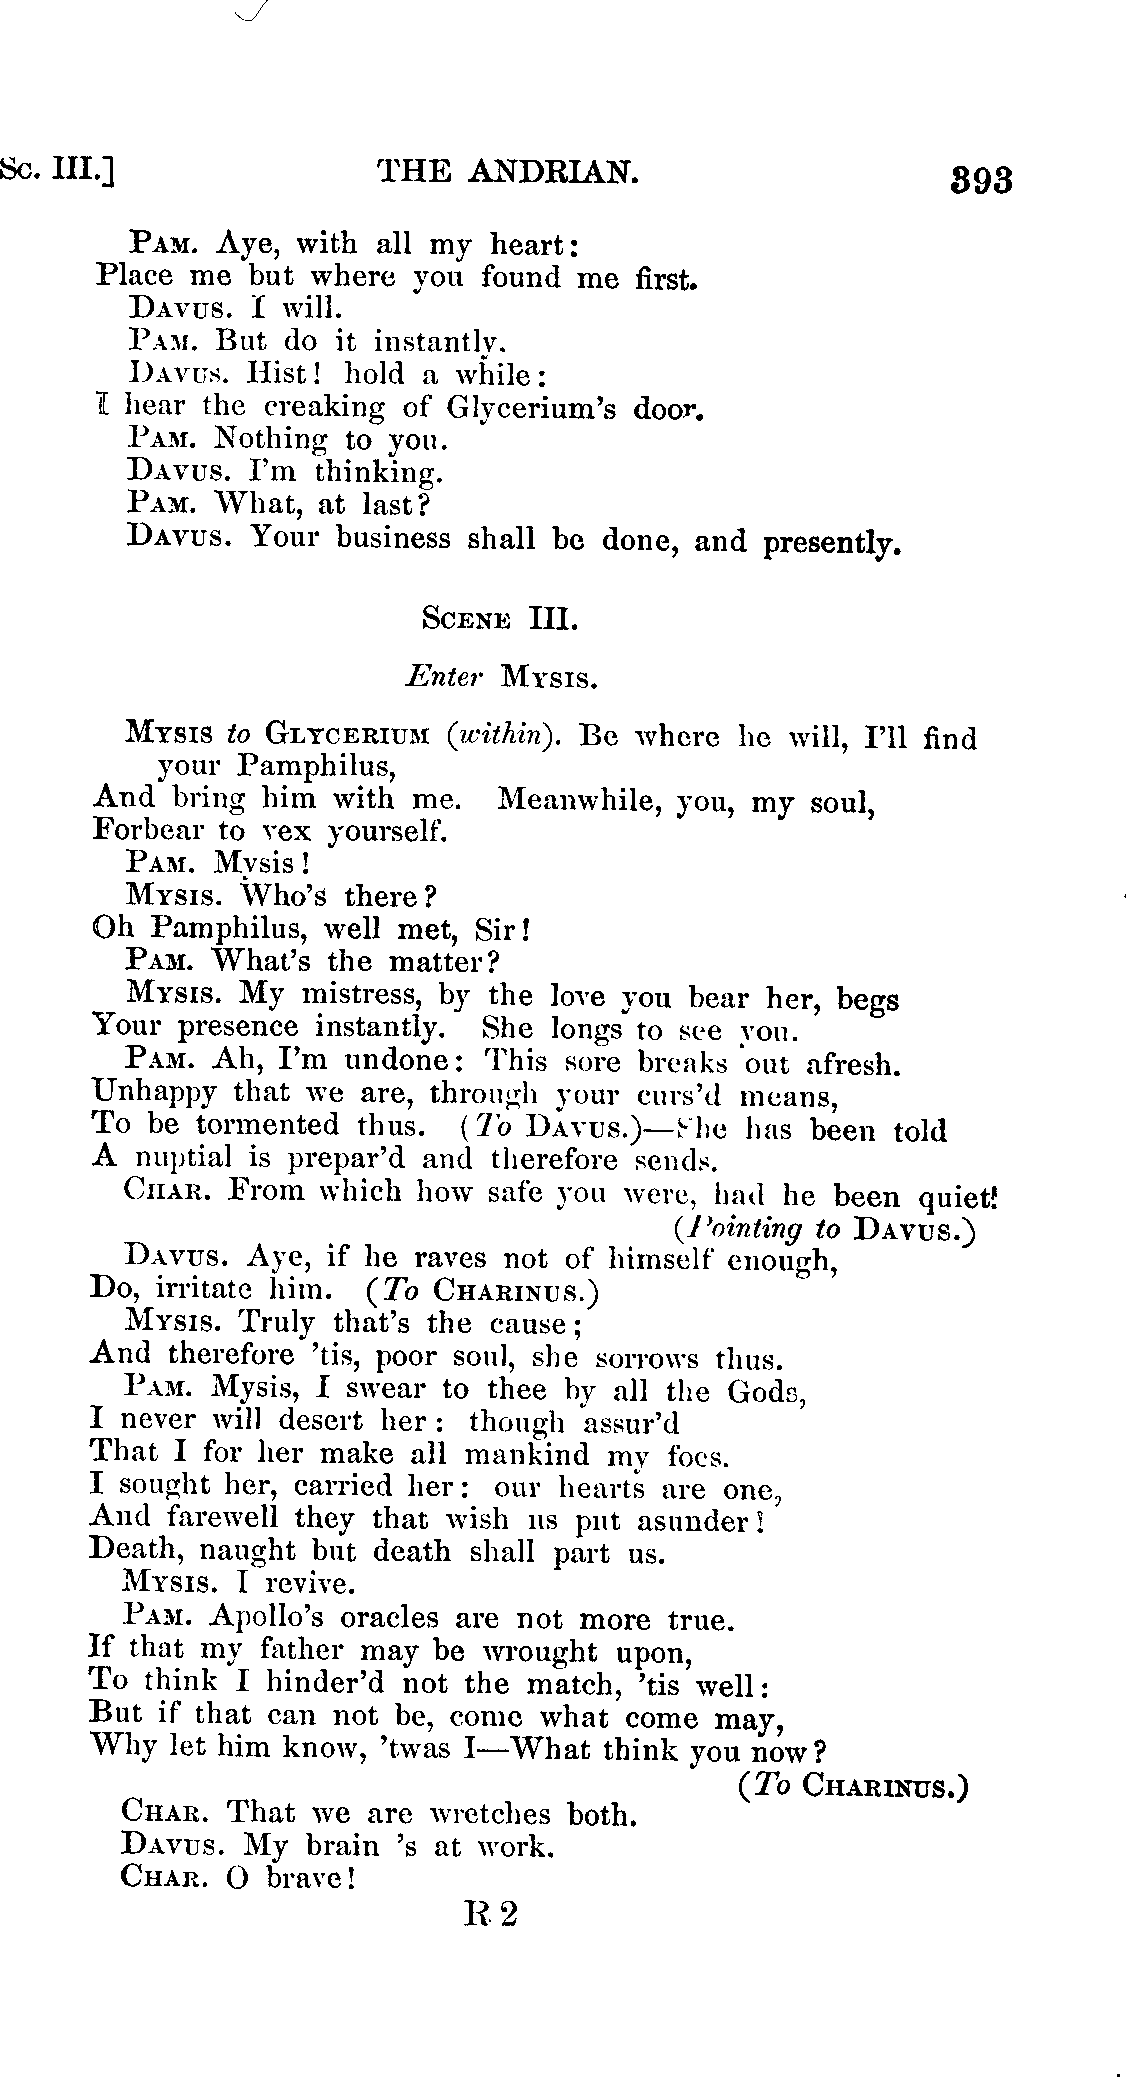 Sc. III.] THE ANDRIAN. 393
PAM. Aye, with all my heart:
Place me but where you found me first.
DAVUS. I will.
PAM. But do it instantly.
DAVUS. Hist! hold a while:
I hear the creaking of Glycerium's door.
PAM. Nothing to you.
DAVUS. I'm thinking.
PAM. What, at last?
DAVUS. Your business shall be done, and presently.
SCENE III.
Enter MYSIS.
MYSIS to GLYCERIUM (within). Be where he will, I'll find
your Pamphilus,
And bring him with me. Meanwhile, you, my soul,
Forbear to vex yourself.
PAM. Mysis!
MYSIS. Who's there?
Oh Pamphilus, well met, Sir!
PAM. What's the matter?
MYSIS. My mistress, by the love you bear her, begs
Your presence instantly. She longs to see you.
PAM. Ah, I'm undone: This sore breaks out afresh.
Unhappy that we are, through your curs'd means,
To be tormented thus. (To DAVUS.)—She has been told
A nuptial is prepar'd and therefore sends.
CHAR. From which how safe you were, had he been quiet!
(Pointing to DAVUS.)
DAVUS. Aye, if he raves not of himself enough,
Do, irritate him. (To CHARINUS.)
MYSIS. Truly that's the cause;
And therefore 'tis, poor soul, she sorrows thus.
PAM. Mysis, I swear to thee by all the Gods,
I never will desert her: though assur'd
That I for her make all mankind my foes.
I sought her, carried her: our hearts are one,
And farewell they that wish us put asunder!
Death, naught but death shall part us.
MYSIS. I revive.
PAM. Apollo's oracles are not more true.
If that my father may be wrought upon,
To think I hinder'd not the match, 'tis well:
But if that can not be, come what come may,
Why let him know, 'twas I—What think you now?
(To CHARINUS.)
CHAR. That we are wretches both.
DAVUS. My brain 's at work.
CHAR. O brave!
R 2